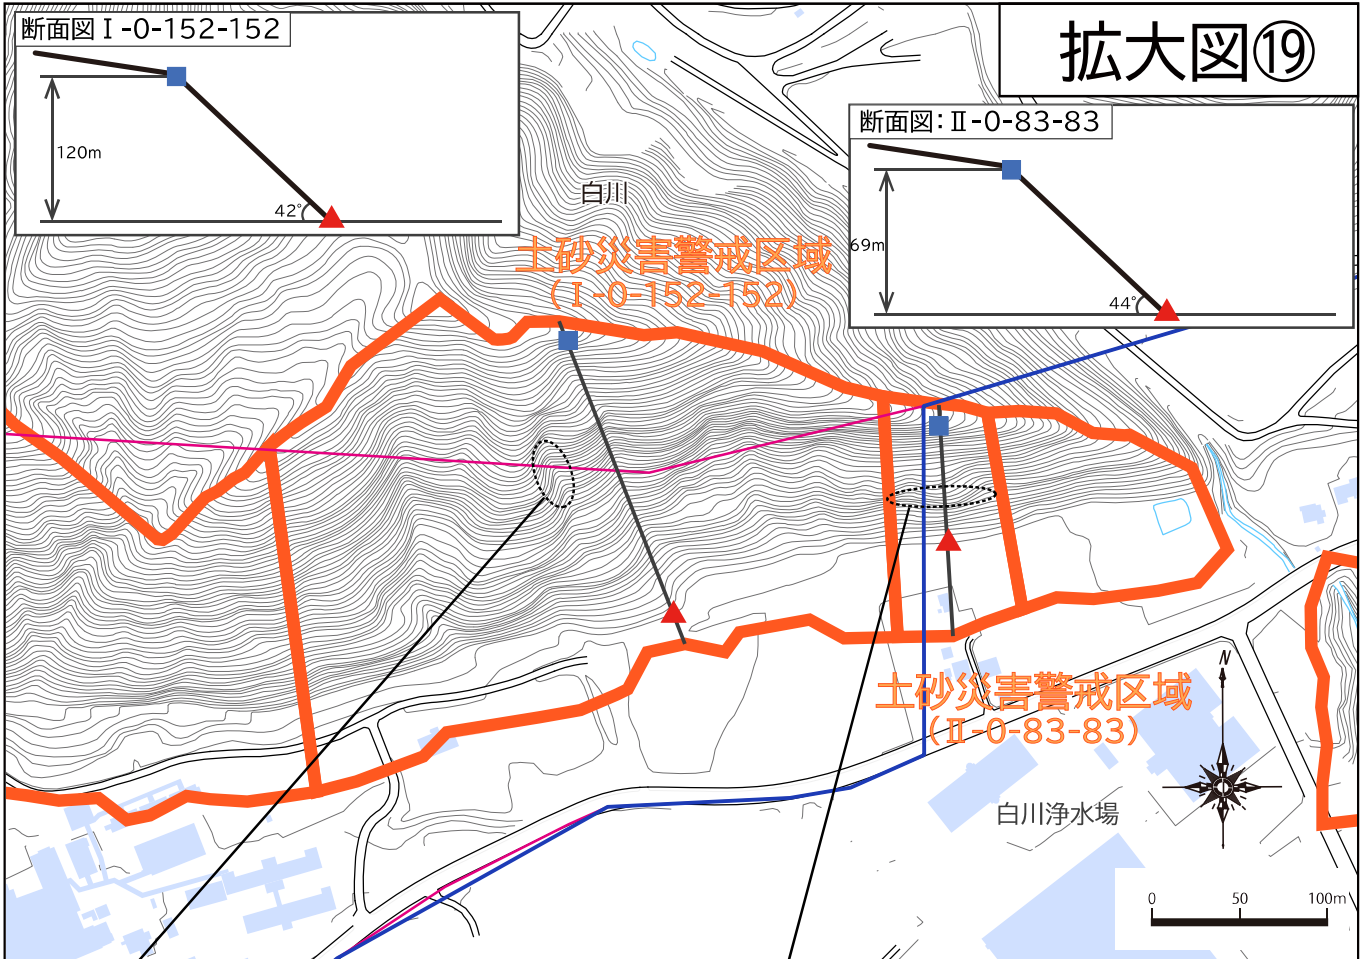 断面図Ⅰ-0-152-152
120m
42°
拡大図⑲
断面図:Ⅱ-0-83-83
69m
44°
白川
土砂災害警戒区域
(Ⅰ-0-152-152)
土砂災害警戒区域
(Ⅱ-0-83-83)
N
白川浄水場
0 50 100m